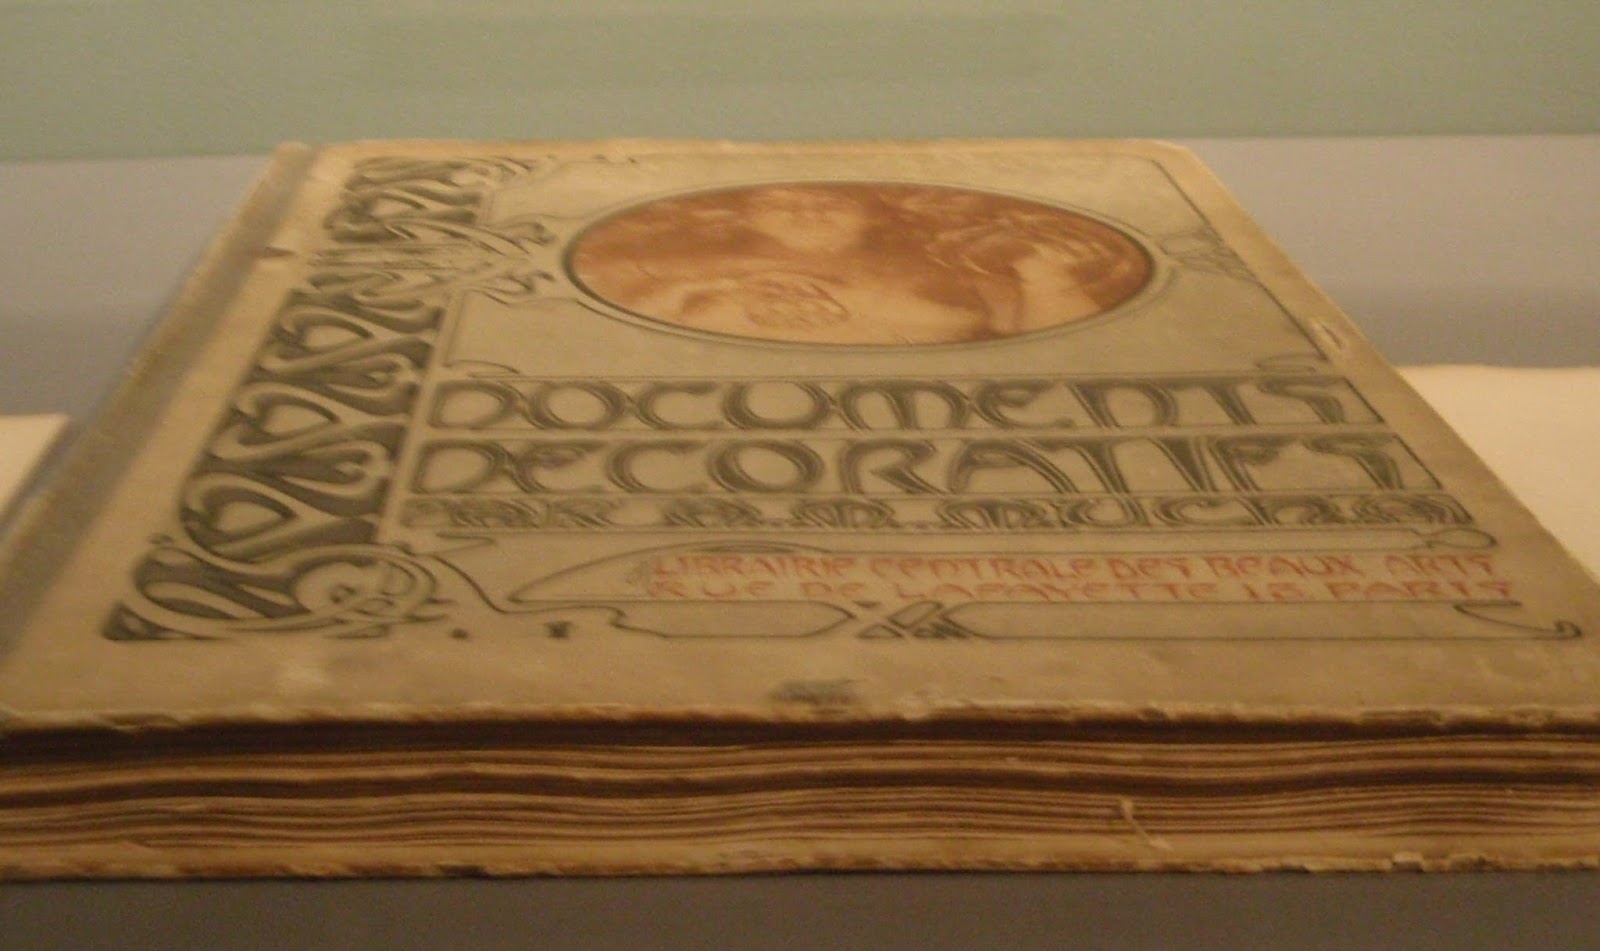 DOCUMENTS
DECORATIFS
PAR A.M. MUCHA
LIBRAIRIE CENTRALE DES BEAUX ARTS
RUE DE LAFAYETTE 13 PARIS